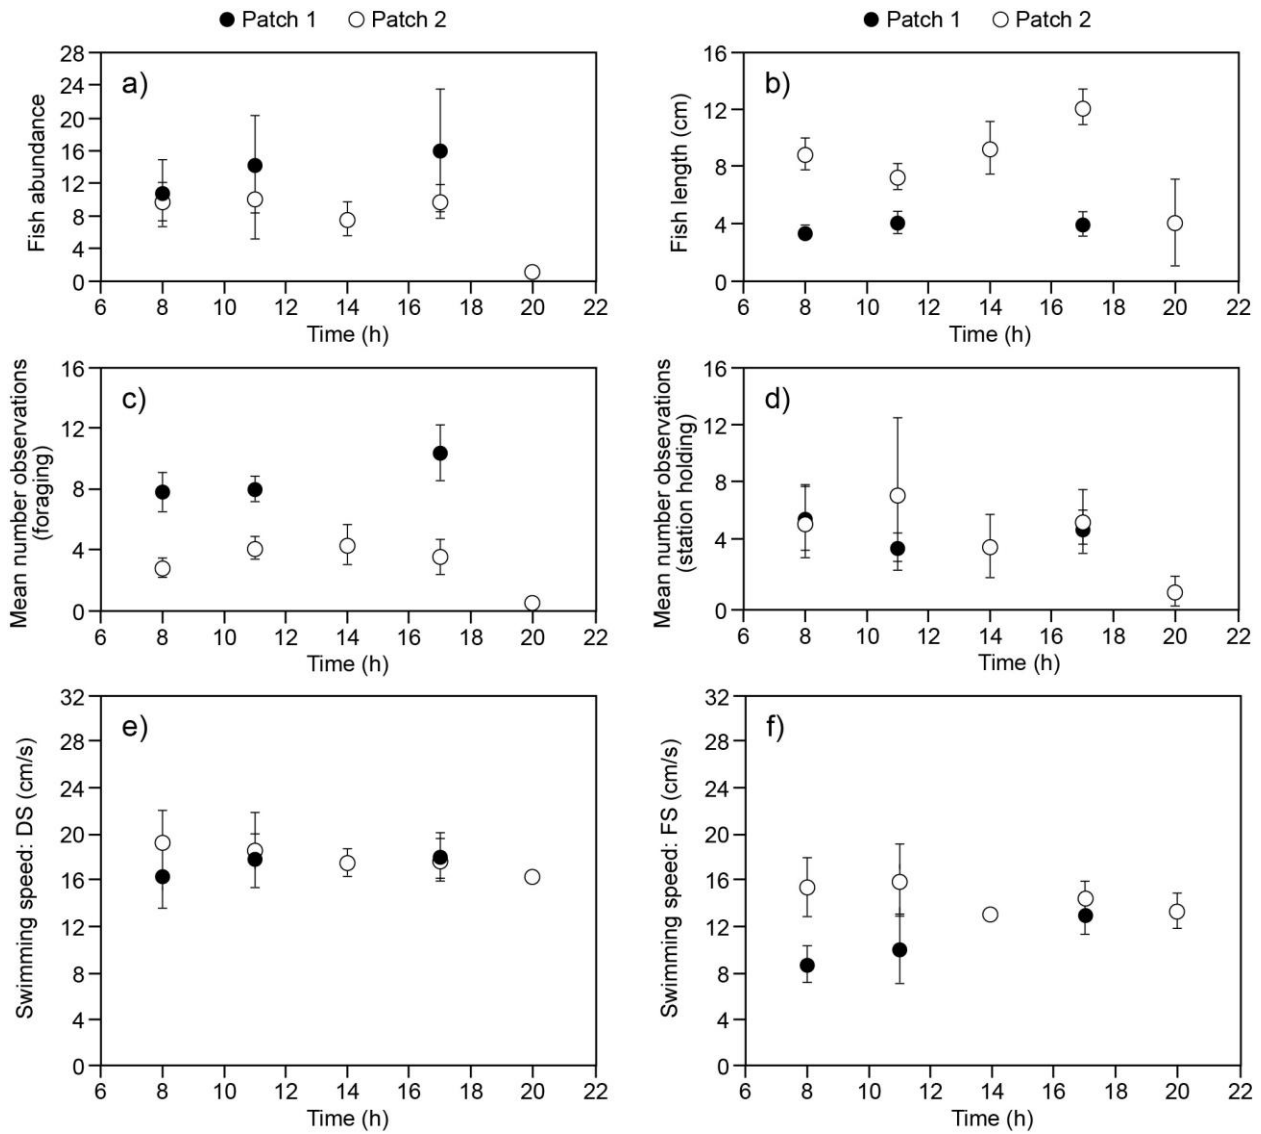 Patch 1 Patch 2
a)
Fish abundance
28
24
20
16
12
8
4
0
6 8 10 12 14 16 18 20 22
Time (h)
Patch 1 Patch 2
b)
Fish length (cm)
16
12
8
4
0
6 8 10 12 14 16 18 20 22
Time (h)
c)
Mean number observations
(foraging)
16
12
8
4
0
6 8 10 12 14 16 18 20 22
Time (h)
d)
Mean number observations
(station holding)
16
12
8
4
0
6 8 10 12 14 16 18 20 22
Time (h)
e)
Swimming speed: DS (cm/s)
32
28
24
20
16
12
8
4
0
6 8 10 12 14 16 18 20 22
Time (h)
f)
Swimming speed: FS (cm/s)
32
28
24
20
16
12
8
4
0
6 8 10 12 14 16 18 20 22
Time (h)